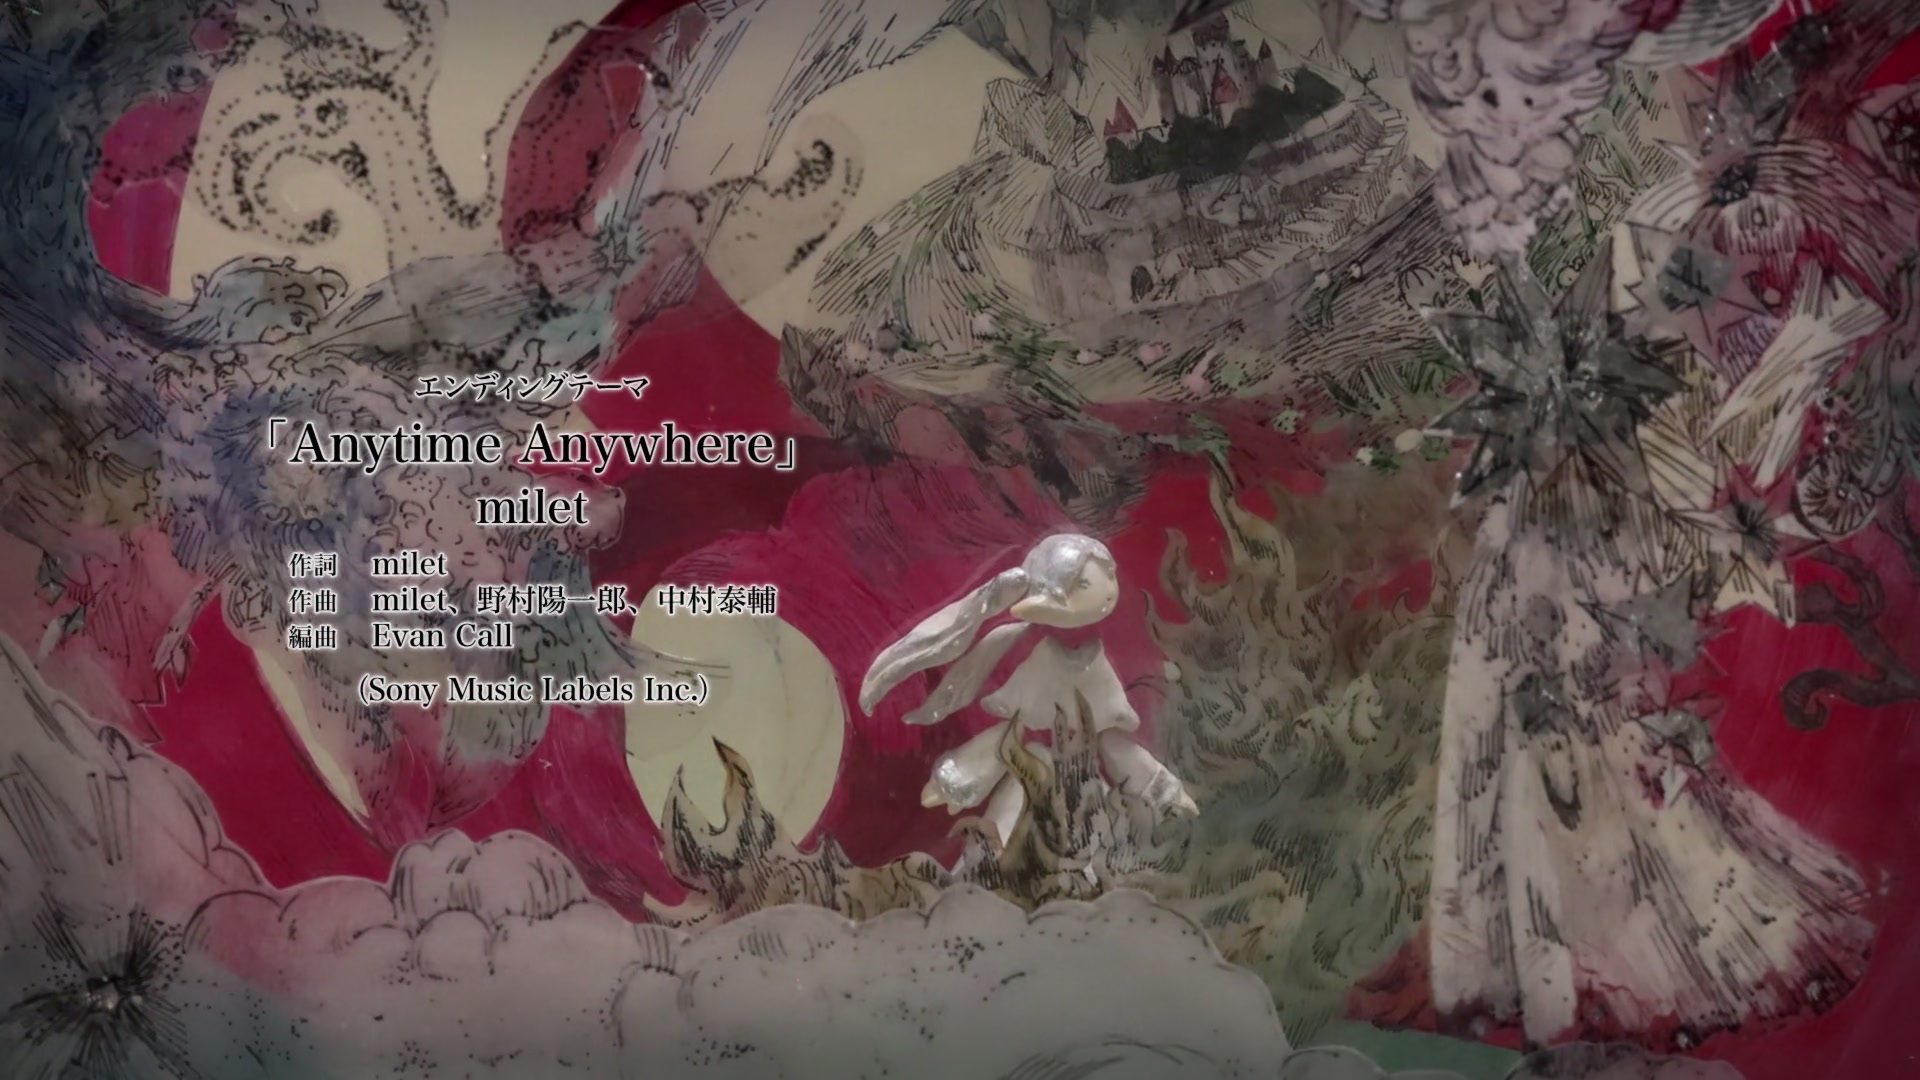 エンディングテーマ
「Anytime Anywhere」
milet
作詞 milet
作曲 milet、野村陽一郎、中村泰輔
編曲 Evan Call
(Sony Music Labels Inc.)